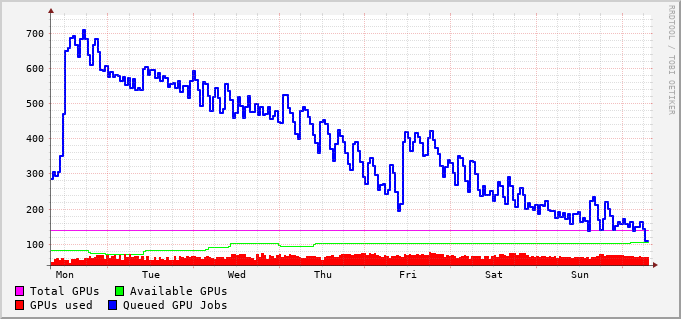 700
600
500
400
300
200
100
Mon Tue Wed Thu Fri Sat Sun
Total GPUs Available GPUs
GPUs used Queued GPU Jobs
RRDTOOL / TOBI OETIKER